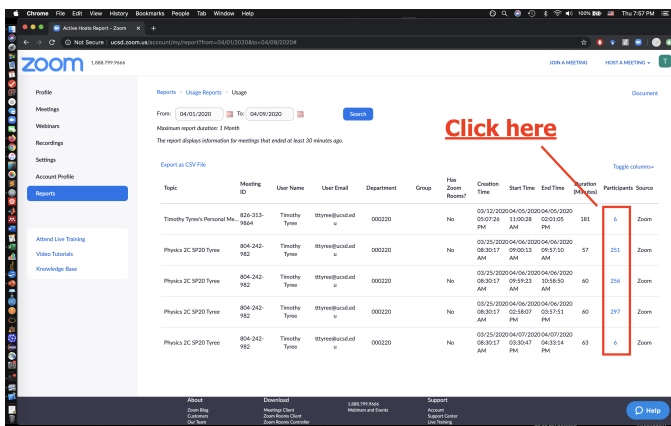 Chrome File Edit View History Bookmarks People Tab Window Help
100% Thu 7:57 PM
Active Hosts Report - Zoom
Not Secure | ucsd.zoom.us/account/my/report?from=04/01/2020&to=04/09/2020#
zoom 1.888.799.9666 JOIN A MEETING HOST A MEETING T
Profile
Meetings
Webinars
Recordings
Settings
Account Profile
Reports
Attend Live Training
Video Tutorials
Knowledge Base
Reports > Usage Reports > Usage Document
From: 04/01/2020 To: 04/09/2020 Search
Maximum report duration: 1 Month
The report displays information for meetings that ended at least 30 minutes ago.
Click here
Export as CSV File Toggle columns
Topic Meeting ID User Name User Email Department Group Has Zoom Rooms? Creation Time Start Time End Time Duration (Minutes) Participants Source
Timothy Tyree's Personal Me... 826-313-9864 Timothy Tyree tttyree@ucsd.edu 000220 No 03/12/2020 05:07:26 PM 04/05/2020 11:00:28 AM 04/05/2020 02:01:05 PM 181 6 Zoom
Physics 2C SP20 Tyree 804-242-982 Timothy Tyree tttyree@ucsd.edu 000220 No 03/25/2020 08:30:17 AM 04/06/2020 09:00:13 AM 04/06/2020 09:57:10 AM 57 251 Zoom
Physics 2C SP20 Tyree 804-242-982 Timothy Tyree tttyree@ucsd.edu 000220 No 03/25/2020 08:30:17 AM 04/06/2020 09:59:23 AM 04/06/2020 10:58:50 AM 60 256 Zoom
Physics 2C SP20 Tyree 804-242-982 Timothy Tyree tttyree@ucsd.edu 000220 No 03/25/2020 08:30:17 AM 04/06/2020 02:58:07 PM 04/06/2020 03:57:51 PM 60 297 Zoom
Physics 2C SP20 Tyree 804-242-982 Timothy Tyree tttyree@ucsd.edu 000220 No 03/25/2020 08:30:17 AM 04/07/2020 03:30:47 PM 04/07/2020 04:33:14 PM 63 6 Zoom
About
Zoom Blog
Customers
Our Team
Download
Meetings Client
Zoom Rooms Client
Zoom Rooms Controller
1.888.799.9666
Webinars and Events
Support
Account
Support Center
Live Training
Help